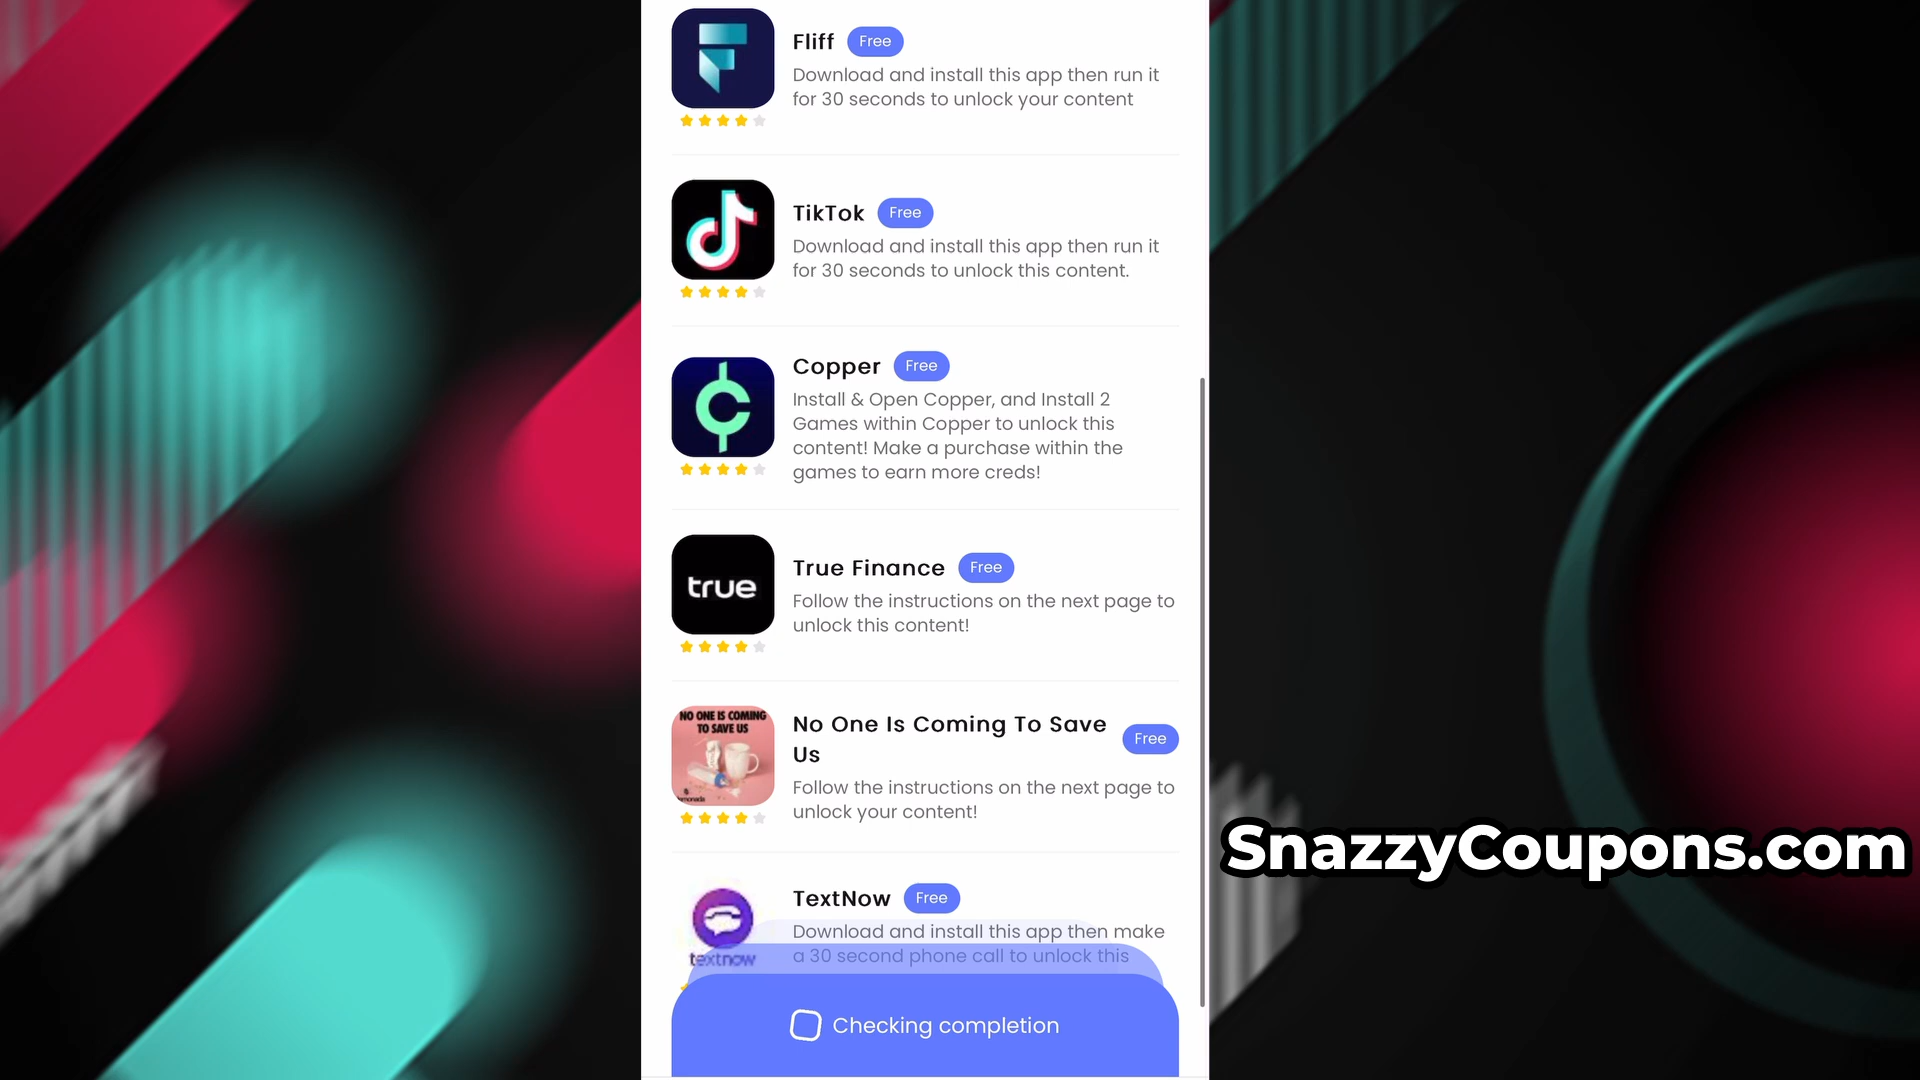 Fliff Free
Download and install this app then run it
for 30 seconds to unlock your content
TikTok Free
Download and install this app then run it
for 30 seconds to unlock this content.
Copper Free
Install & Open Copper, and Install 2
Games within Copper to unlock this
content! Make a purchase within the
games to earn more creds!
true
True Finance Free
Follow the instructions on the next page to
unlock this content!
NO ONE IS COMING
TO SAVE US
No One Is Coming To Save
Us
Free
Follow the instructions on the next page to
unlock your content!
SnazzyCoupons.com
textnow
TextNow Free
Download and install this app then make
a 30 second phone call to unlock this
Checking completion